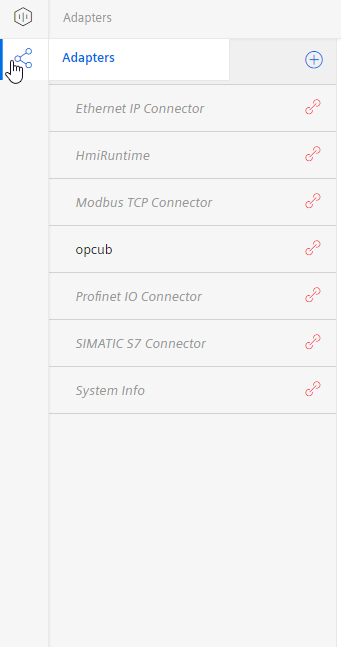 Adapters
Adapters
Ethernet IP Connector
HmiRuntime
Modbus TCP Connector
opcub
Profinet IO Connector
SIMATIC S7 Connector
System Info